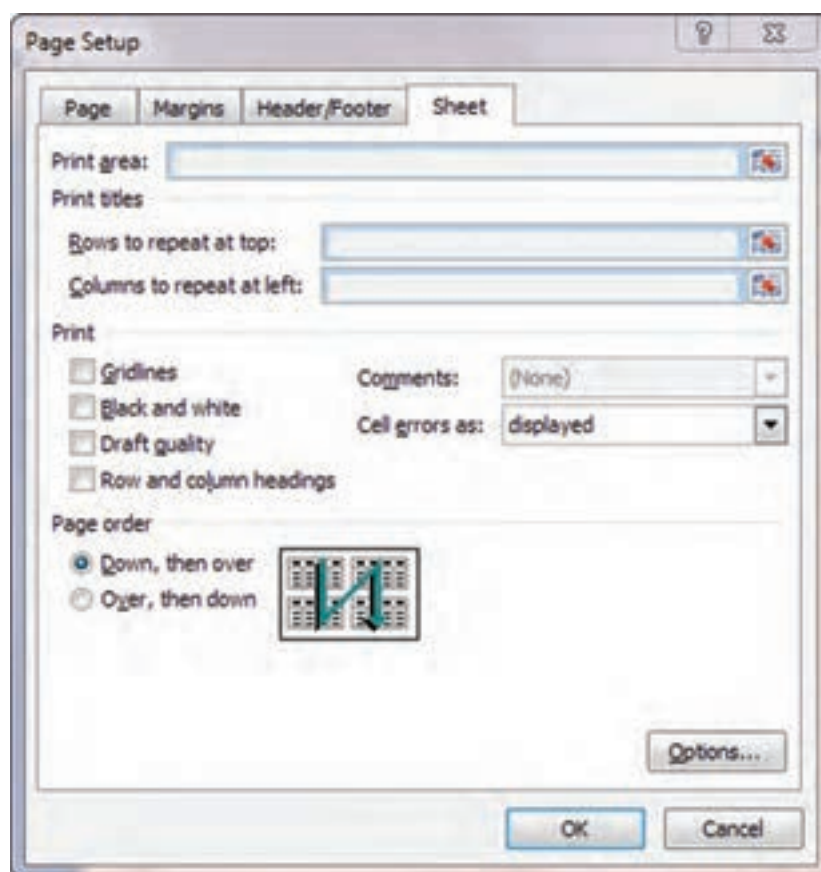 Page Setup
Page Margins Header/Footer Sheet
Print area:
Print titles
Rows to repeat at top:
Columns to repeat at left:
Print
Gridlines
Black and white
Draft quality
Row and column headings
Comments: (None)
Cell errors as: displayed
Page order
Down, then over
Over, then down
Options...
OK Cancel